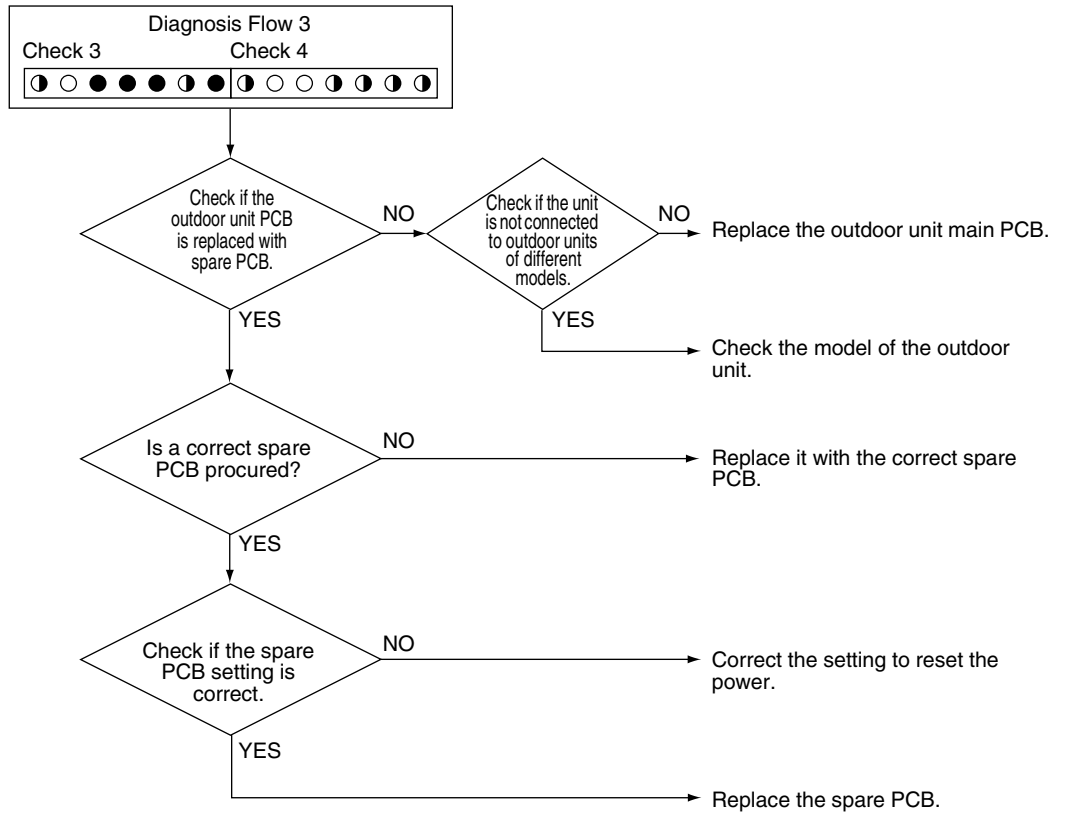 Diagnosis Flow 3
Check 3
Check 4
Check if the
outdoor unit PCB
is replaced with
spare PCB.
NO
Check if the unit
is not connected
to outdoor units
of different
models.
NO
Replace the outdoor unit main PCB.
YES
YES
Check the model of the outdoor
unit.
Is a correct spare
PCB procured?
NO
Replace it with the correct spare
PCB.
YES
Check if the spare
PCB setting is
correct.
NO
Correct the setting to reset the
power.
YES
Replace the spare PCB.